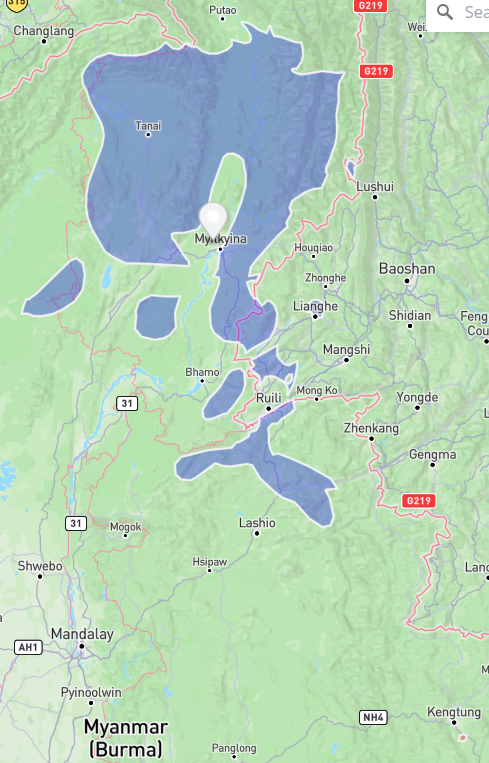 315
Putao
G219
Wei
Sea
Changlang
G219
Tanai
Lushui
Myitkyina
Houqiao
Baoshan
Zhonghe
Lianghe
Shidian
Feng
Cou
Mangshi
Bhamo
Mong Ko
31
Ruili
Yongde
Zhenkang
Gengma
G219
31
Mogok
Lashio
Hsipaw
Shwebo
Lanc
Mandalay
AH1
Pyinoolwin
NH4
Kengtung
Myanmar
(Burma)
Panglong